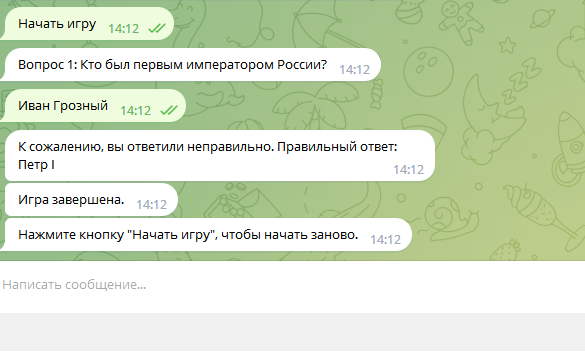 Начать игру 14:12
Вопрос 1: Кто был первым императором России? 14:12
Иван Грозный 14:12
К сожалению, вы ответили неправильно. Правильный ответ:
Петр I 14:12
Игра завершена. 14:12
Нажмите кнопку "Начать игру", чтобы начать заново. 14:12
Написать сообщение...